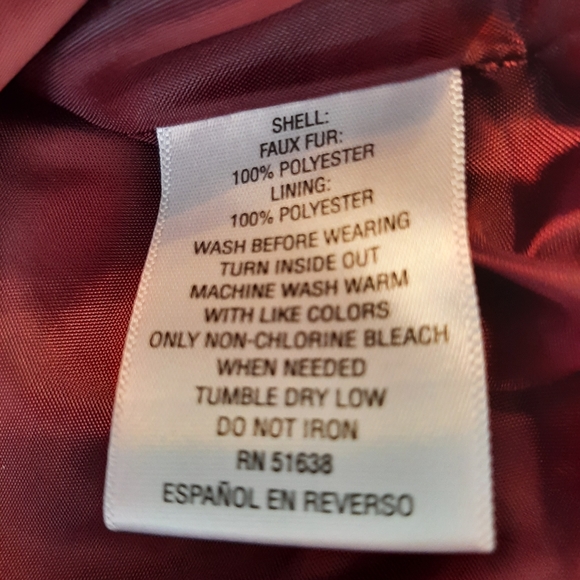 SHELL:
FAUX FUR:
100% POLYESTER
LINING:
100% POLYESTER
WASH BEFORE WEARING
TURN INSIDE OUT
MACHINE WASH WARM
WITH LIKE COLORS
ONLY NON-CHLORINE BLEACH
WHEN NEEDED
TUMBLE DRY LOW
DO NOT IRON
RN 51638
ESPAÑOL EN REVERSO